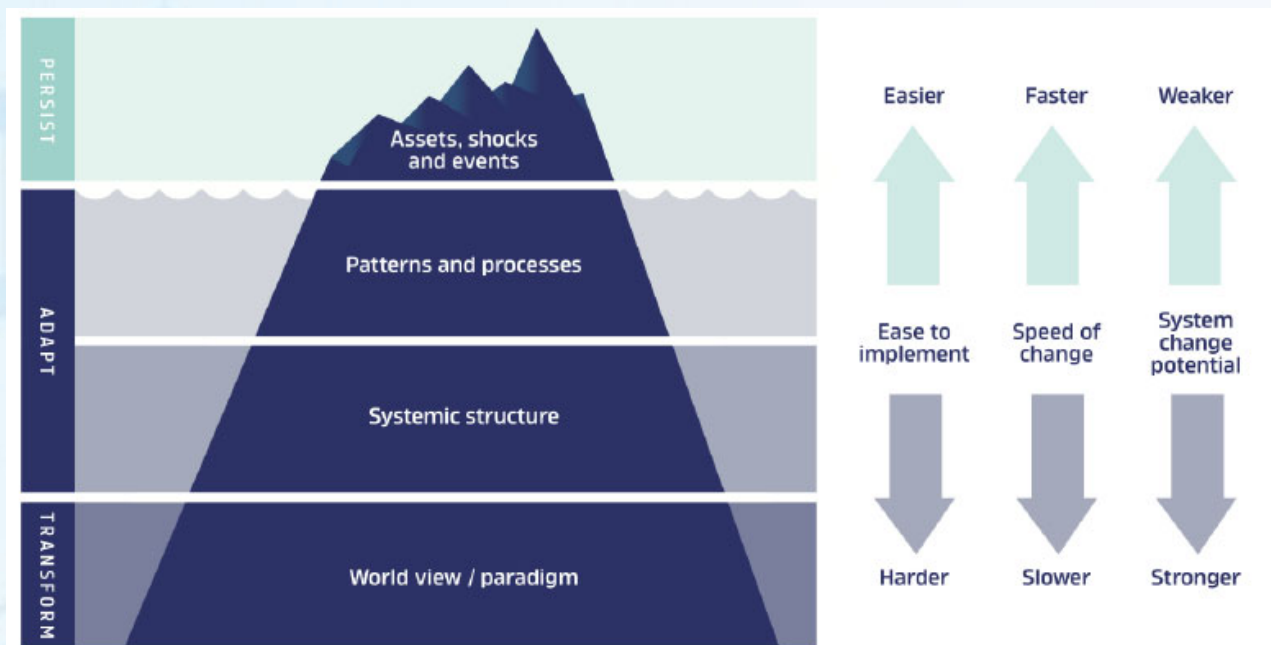 PERSIST
Assets, shocks
and events
ADAPT
Patterns and processes
Systemic structure
TRANSFORM
World view / paradigm
Easier
Faster
Weaker
Ease to
implement
Speed of
change
System
change
potential
Harder
Slower
Stronger